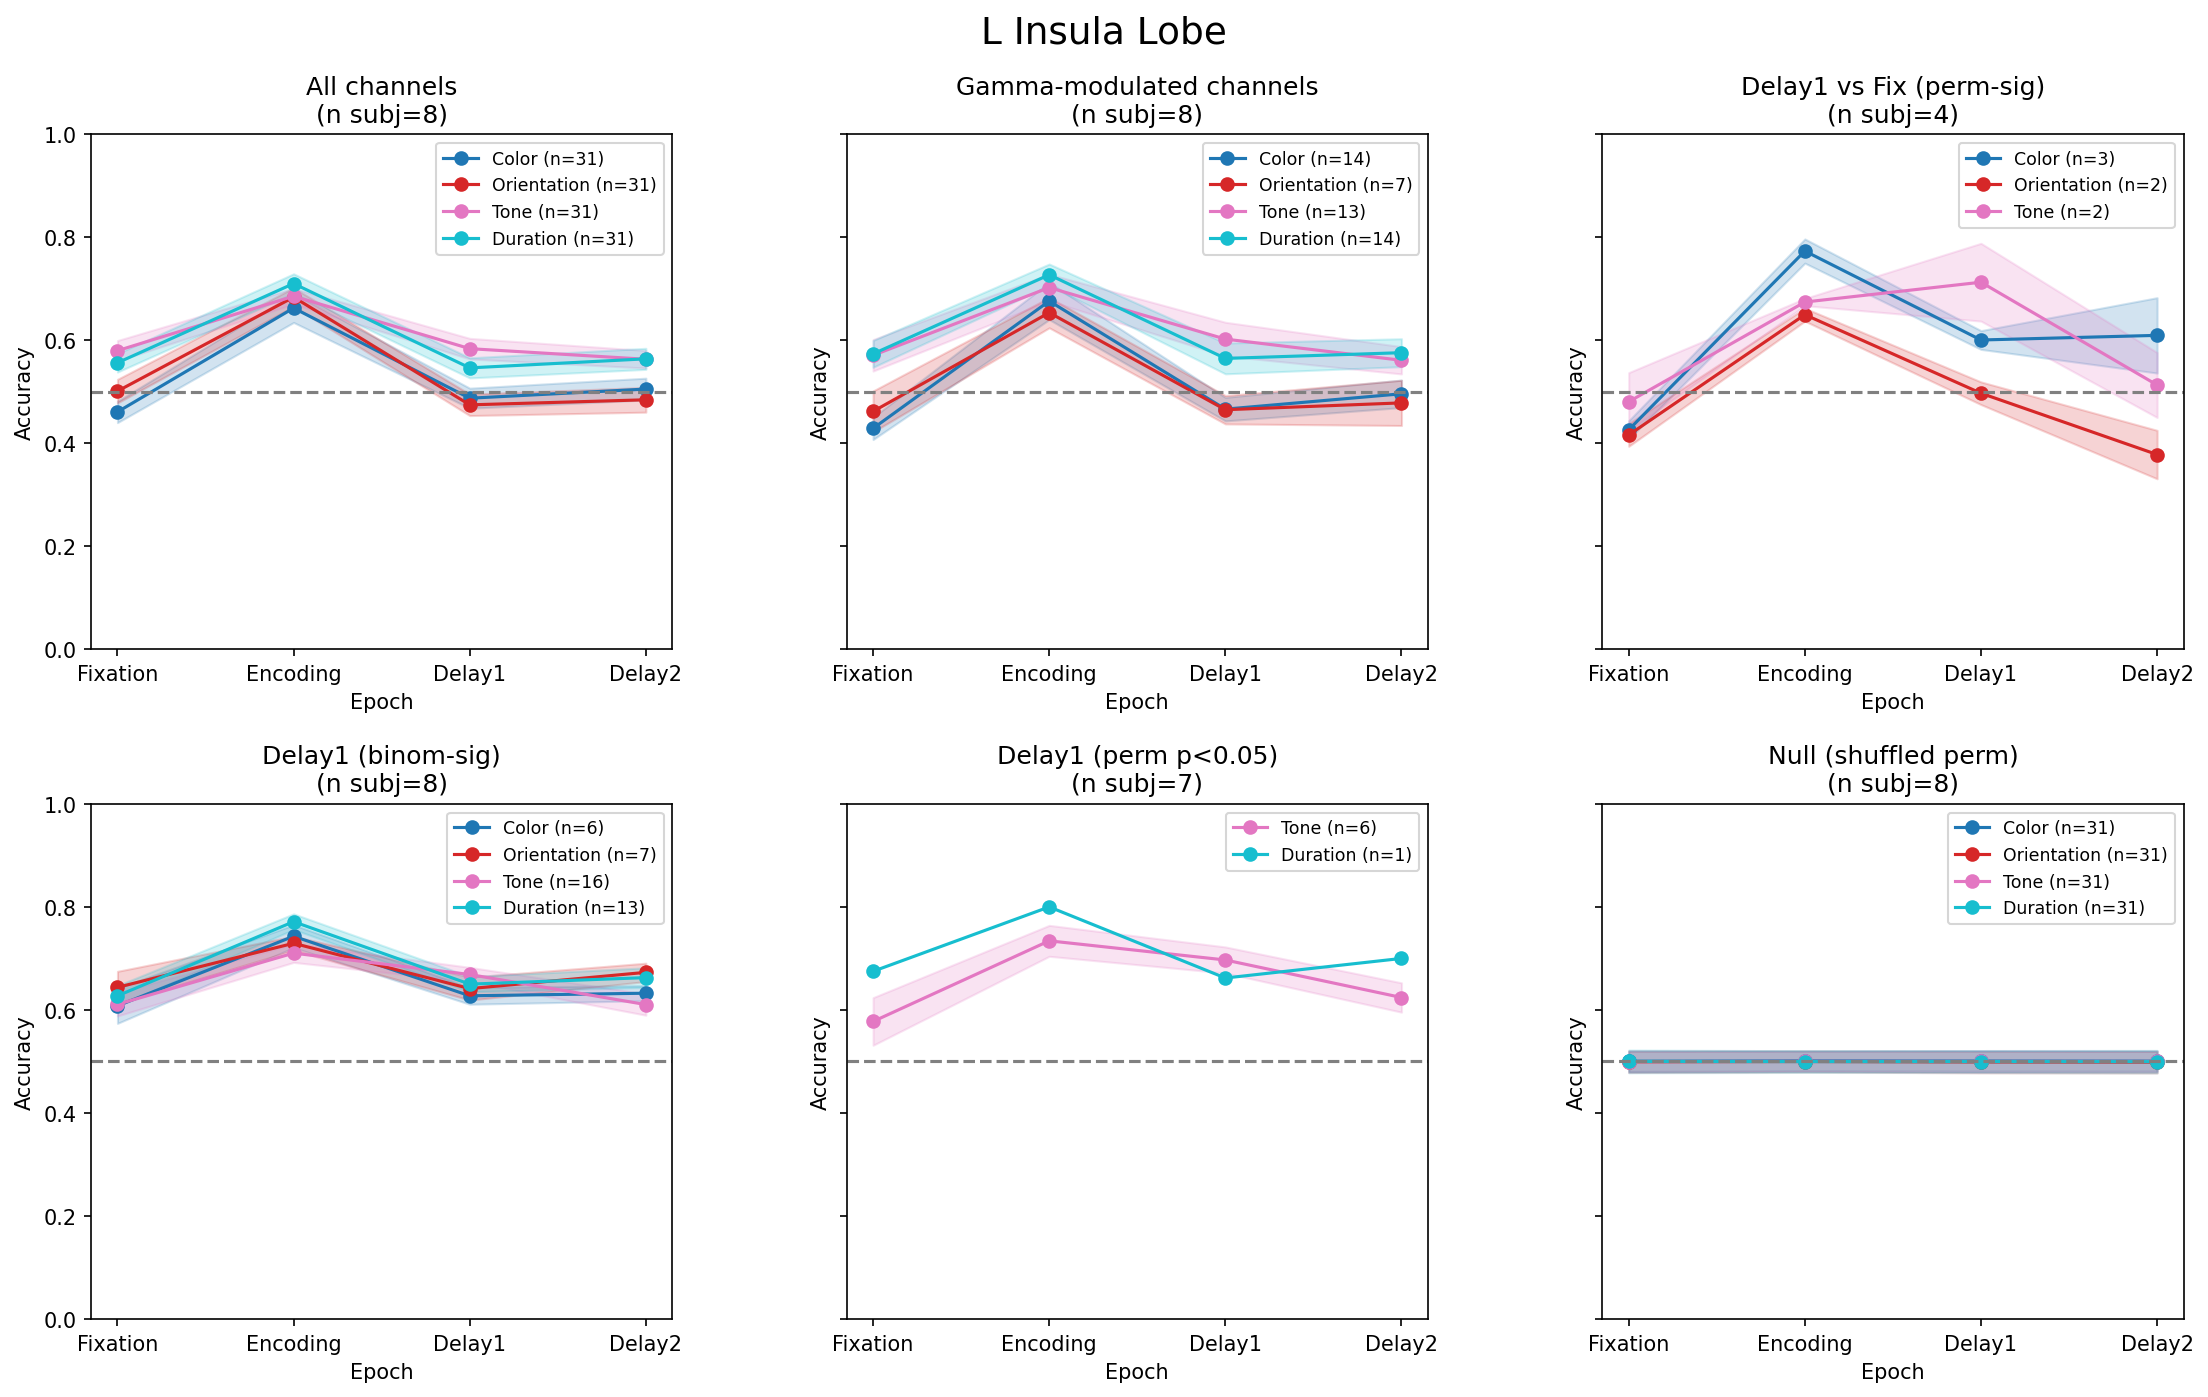 L Insula Lobe
All channels
(n subj=8)
1.0
0.8
0.6
0.4
0.2
0.0
Accuracy
Color (n=31)
Orientation (n=31)
Tone (n=31)
Duration (n=31)
Fixation
Encoding
Delay1
Delay2
Epoch
Gamma-modulated channels
(n subj=8)
Accuracy
Color (n=14)
Orientation (n=7)
Tone (n=13)
Duration (n=14)
Fixation
Encoding
Delay1
Delay2
Epoch
Delay1 vs Fix (perm-sig)
(n subj=4)
Accuracy
Color (n=3)
Orientation (n=2)
Tone (n=2)
Fixation
Encoding
Delay1
Delay2
Epoch
Delay1 (binom-sig)
(n subj=8)
1.0
0.8
0.6
0.4
0.2
0.0
Accuracy
Color (n=6)
Orientation (n=7)
Tone (n=16)
Duration (n=13)
Fixation
Encoding
Delay1
Delay2
Epoch
Delay1 (perm p<0.05)
(n subj=7)
Accuracy
Tone (n=6)
Duration (n=1)
Fixation
Encoding
Delay1
Delay2
Epoch
Null (shuffled perm)
(n subj=8)
Accuracy
Color (n=31)
Orientation (n=31)
Tone (n=31)
Duration (n=31)
Fixation
Encoding
Delay1
Delay2
Epoch